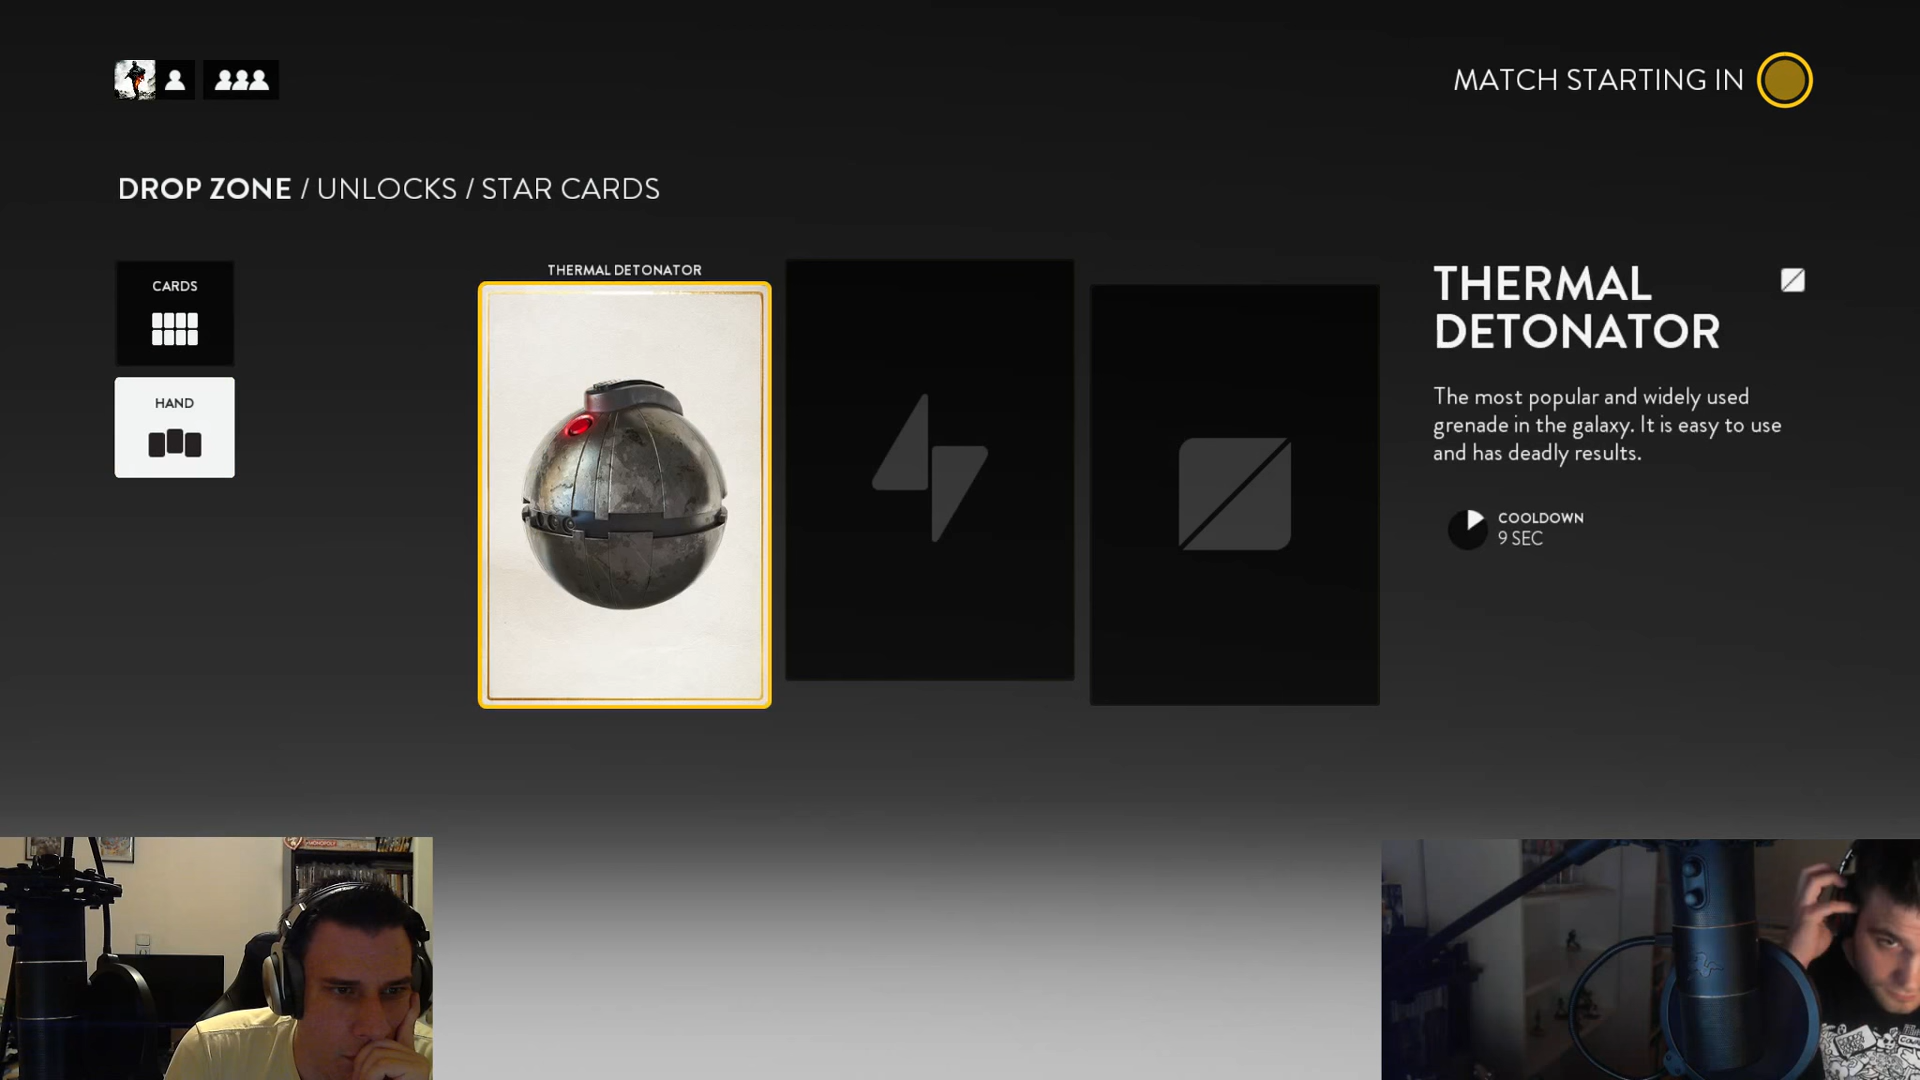 MATCH STARTING IN
DROP ZONE / UNLOCKS / STAR CARDS
CARDS
HAND
THERMAL DETONATOR
THERMAL
DETONATOR
The most popular and widely used
grenade in the galaxy. It is easy to use
and has deadly results.
COOLDOWN
9 SEC
MONOPOLY